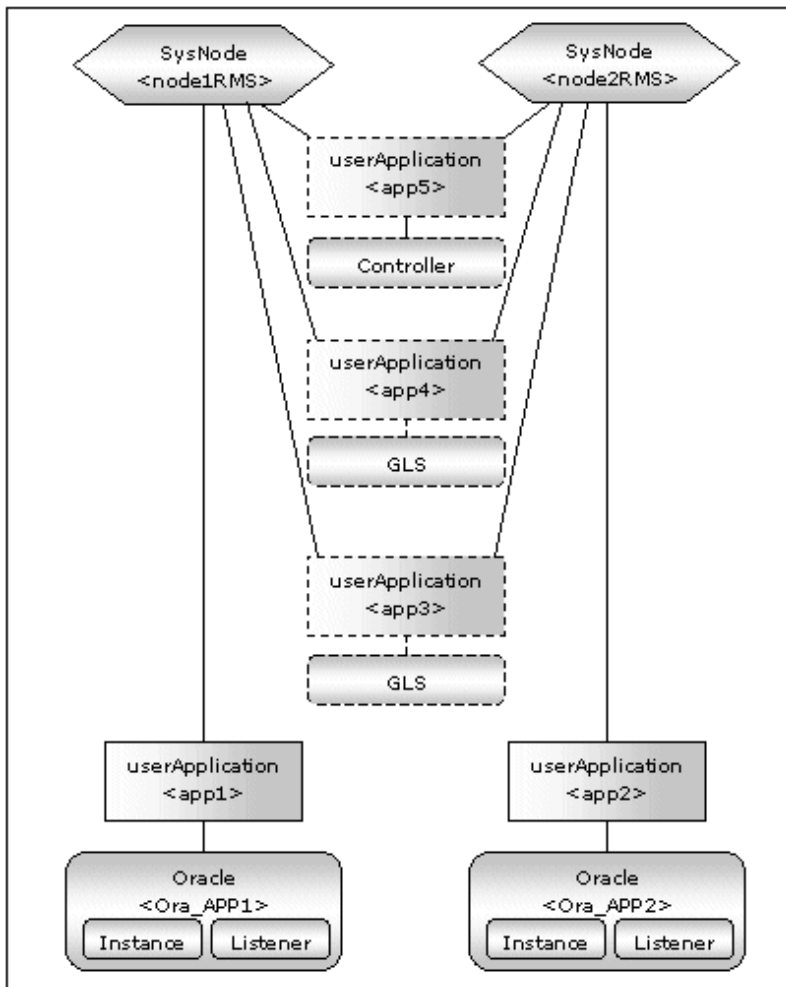 SysNode
<node1RMS>
SysNode
<node2RMS>
userApplication
<app5>
Controller
userApplication
<app4>
GLS
userApplication
<app3>
GLS
userApplication
<app1>
userApplication
<app2>
Oracle
<Ora_APP1>
Instance
Listener
Oracle
<Ora_APP2>
Instance
Listener